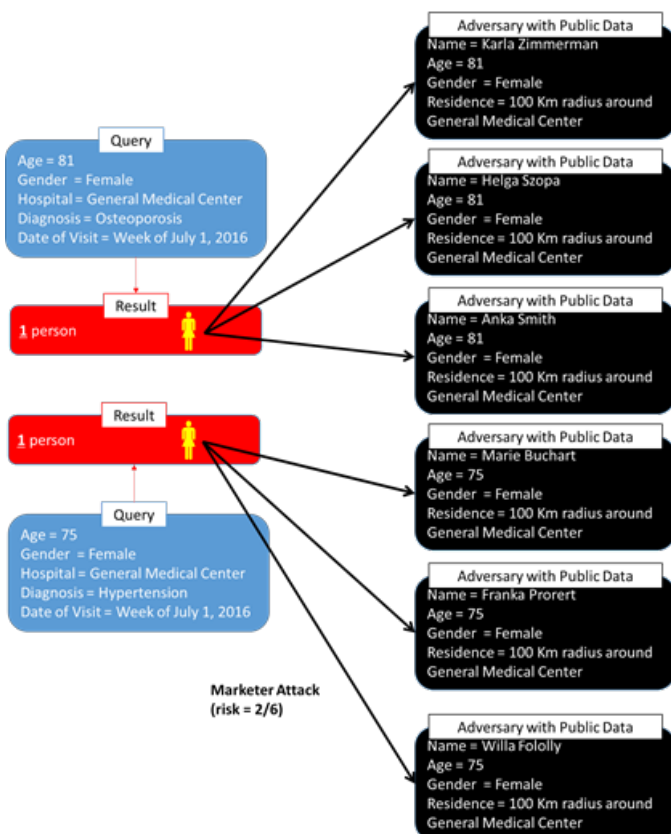 Query
Age = 81
Gender = Female
Hospital = General Medical Center
Diagnosis = Osteoporosis
Date of Visit = Week of July 1, 2016
Result
1 person
Result
1 person
Query
Age = 75
Gender = Female
Hospital = General Medical Center
Diagnosis = Hypertension
Date of Visit = Week of July 1, 2016
Marketer Attack
(risk = 2/6)
Adversary with Public Data
Name = Karla Zimmerman
Age = 81
Gender = Female
Residence = 100 Km radius around
General Medical Center
Adversary with Public Data
Name = Helga Szopa
Age = 81
Gender = Female
Residence = 100 Km radius around
General Medical Center
Adversary with Public Data
Name = Anka Smith
Age = 81
Gender = Female
Residence = 100 Km radius around
General Medical Center
Adversary with Public Data
Name = Marie Buchart
Age = 75
Gender = Female
Residence = 100 Km radius around
General Medical Center
Adversary with Public Data
Name = Franka Prorert
Age = 75
Gender = Female
Residence = 100 Km radius around
General Medical Center
Adversary with Public Data
Name = Willa Fololly
Age = 75
Gender = Female
Residence = 100 Km radius around
General Medical Center